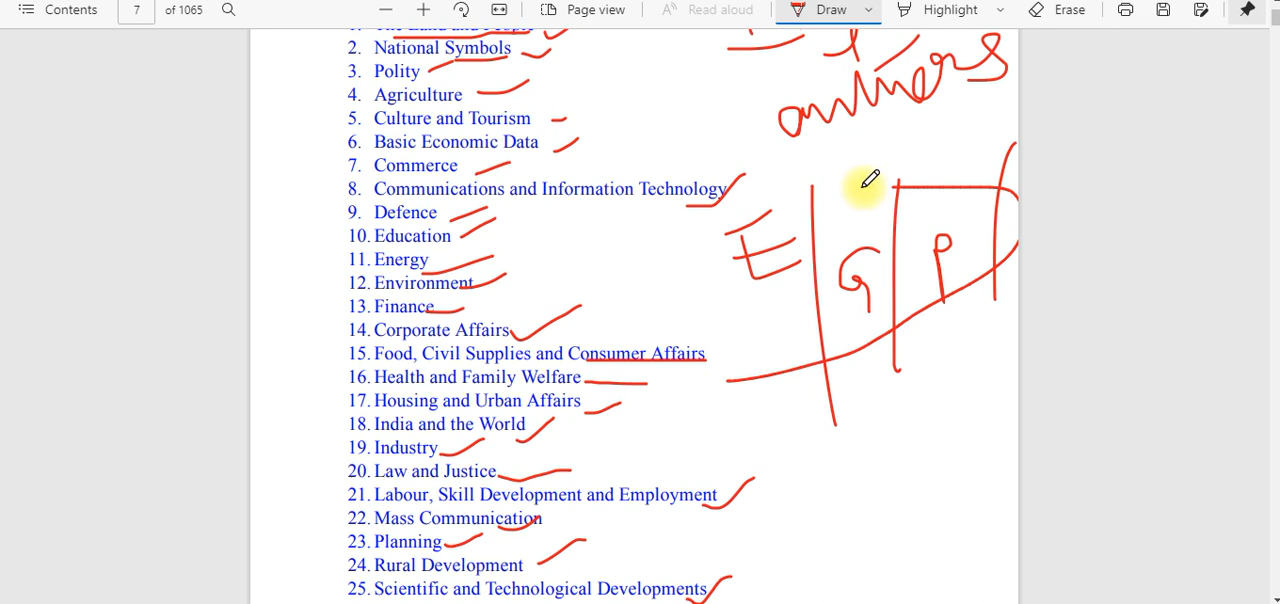 Contents 7 of 1065 Page view Read aloud Draw Highlight Erase
2. National Symbols
3. Polity
4. Agriculture
5. Culture and Tourism
6. Basic Economic Data
7. Commerce
8. Communications and Information Technology
9. Defence
10. Education
11. Energy
12. Environment
13. Finance
14. Corporate Affairs
15. Food, Civil Supplies and Consumer Affairs
16. Health and Family Welfare
17. Housing and Urban Affairs
18. India and the World
19. Industry
20. Law and Justice
21. Labour, Skill Development and Employment
22. Mass Communication
23. Planning
24. Rural Development
25. Scientific and Technological Developments
E G P